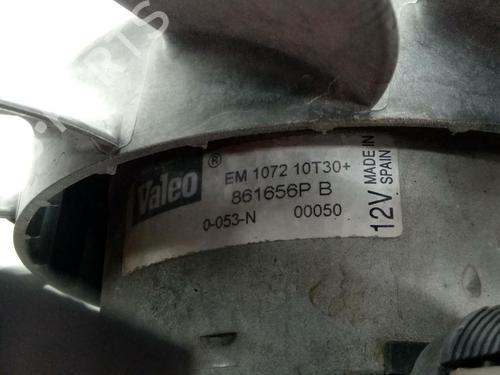 Valeo ®
EM 1072 10T30+
861656P B
0-053-N 00050
12V
MADE IN
SPAIN